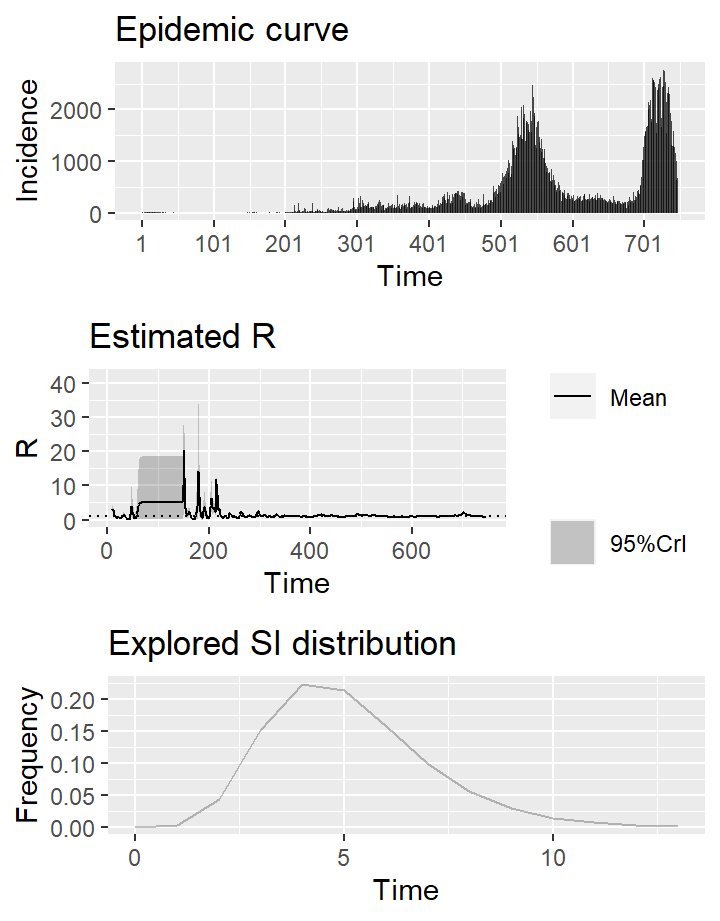 Epidemic curve
Incidence
2000
1000
0
1 101 201 301 401 501 601 701
Time
Estimated R
R
40
30
20
10
0
0 200 400 600
Time
Mean
95%CrI
Explored SI distribution
Frequency
0.20
0.15
0.10
0.05
0.00
0 5 10
Time